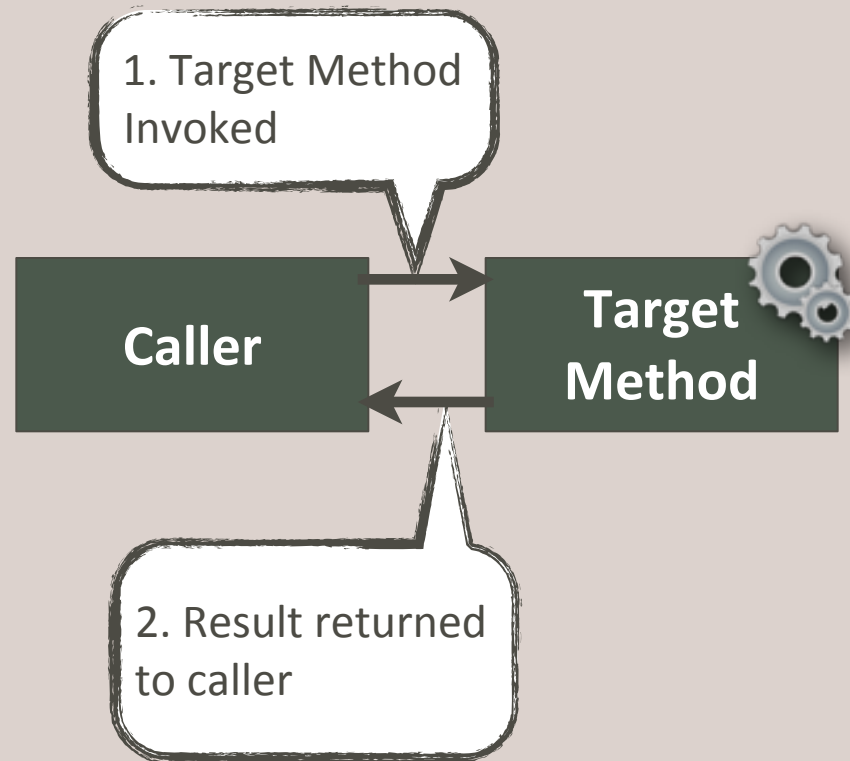 1. Target Method
Invoked
Caller
Target
Method
2. Result returned
to caller